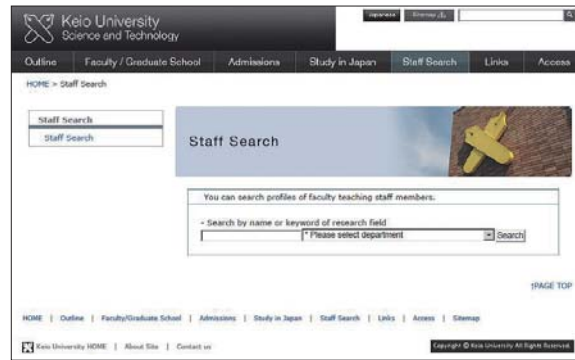 Keio University
Science and Technology
Japanese Sitemap
Outline Faculty / Graduate School Admissions Study in Japan Staff Search Links Access
HOME > Staff Search
Staff Search
Staff Search
Staff Search
You can search profiles of faculty teaching staff members.
- Search by name or keyword of research field
* Please select department Search
↑PAGE TOP
HOME | Outline | Faculty/Graduate School | Admissions | Study in Japan | Staff Search | Links | Access | Sitemap
Keio University HOME | About Site | Contact us
Copyright © Keio University All Rights Reserved.